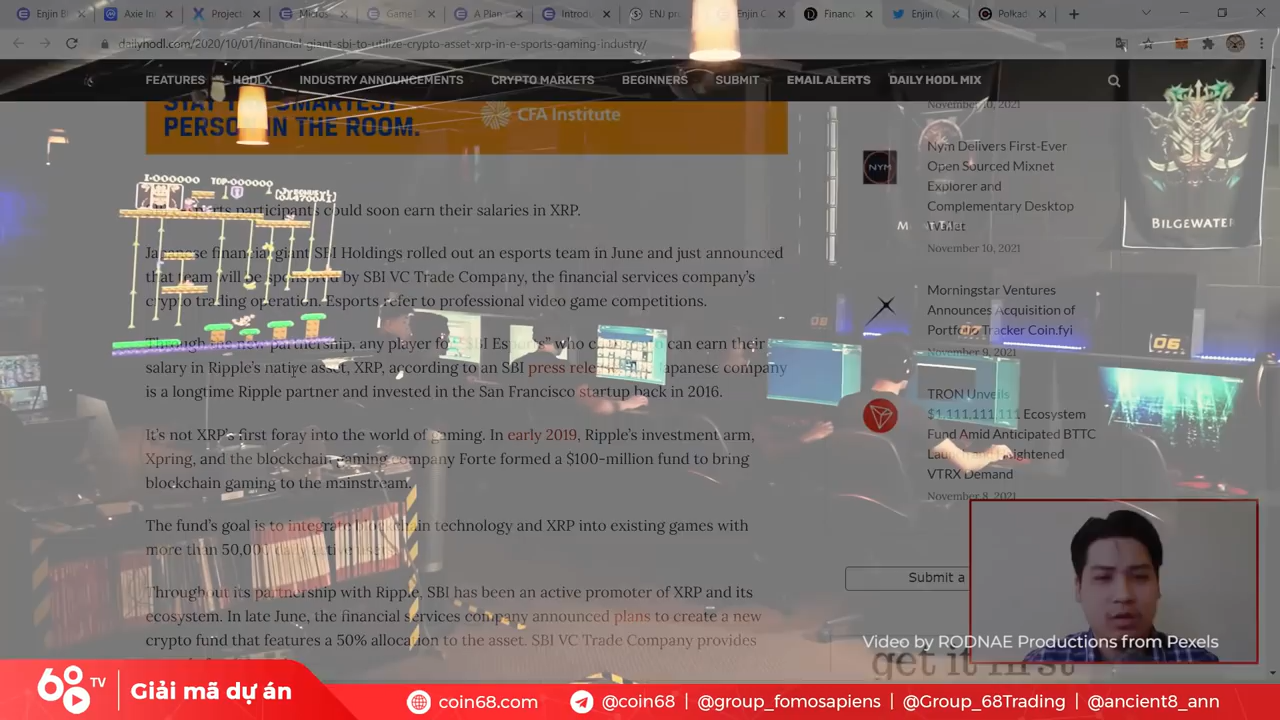 Enjin Bl
Axie In
Project
Micros
GameT
A Plan
Introdu
ENJ pr
Enjin C
Financi
Enjin (
Polkad
dailyhodl.com/2020/10/01/financial-giant-sbi-to-utilize-crypto-asset-xrp-in-e-sports-gaming-industry/
FEATURES HODLX INDUSTRY ANNOUNCEMENTS CRYPTO MARKETS BEGINNERS SUBMIT EMAIL ALERTS DAILY HODL MIX
STAY THE SMARTEST
PERSON IN THE ROOM.
CFA Institute
I-000000 TOP-000000
participants could soon earn their salaries in XRP.
Japanese financial giant SBI Holdings rolled out an esports team in June and just announced
that team will be sponsored by SBI VC Trade Company, the financial services company's
crypto trading operation. Esports refer to professional video game competitions.
Through the new partnership, any player for "SBI Esports" who can earn their
salary in Ripple's native asset, XRP, according to an SBI press release. Japanese company
is a longtime Ripple partner and invested in the San Francisco startup back in 2016.
It's not XRP's first foray into the world of gaming. In early 2019, Ripple's investment arm,
Xpring, and the blockchain gaming company Forte formed a $100-million fund to bring
blockchain gaming to the mainstream.
The fund's goal is to integrate blockchain technology and XRP into existing games with
more than 50,000 daily active users.
Throughout its partnership with Ripple, SBI has been an active promoter of XRP and its
ecosystem. In late June, the financial services company announced plans to create a new
crypto fund that features a 50% allocation to the asset. SBI VC Trade Company provides
November 10, 2021
NYM
Nym Delivers First-Ever
Open Sourced Mixnet
Explorer and
Complementary Desktop
Wallet
November 10, 2021
Morningstar Ventures
Announces Acquisition of
Portfolio Tracker Coin.fyi
November 9, 2021
TRON Unveils
$1,111,111,111 Ecosystem
Fund Amid Anticipated BTTC
Launch and Heightened
VTRX Demand
November 8, 2021
BILGEWATER
06
Submit a
get it first
Video by RODNAE Productions from Pexels
68 TV
Giải mã dự án
coin68.com
@coin68 | @group_fomosapiens | @Group_68Trading | @ancient8_ann